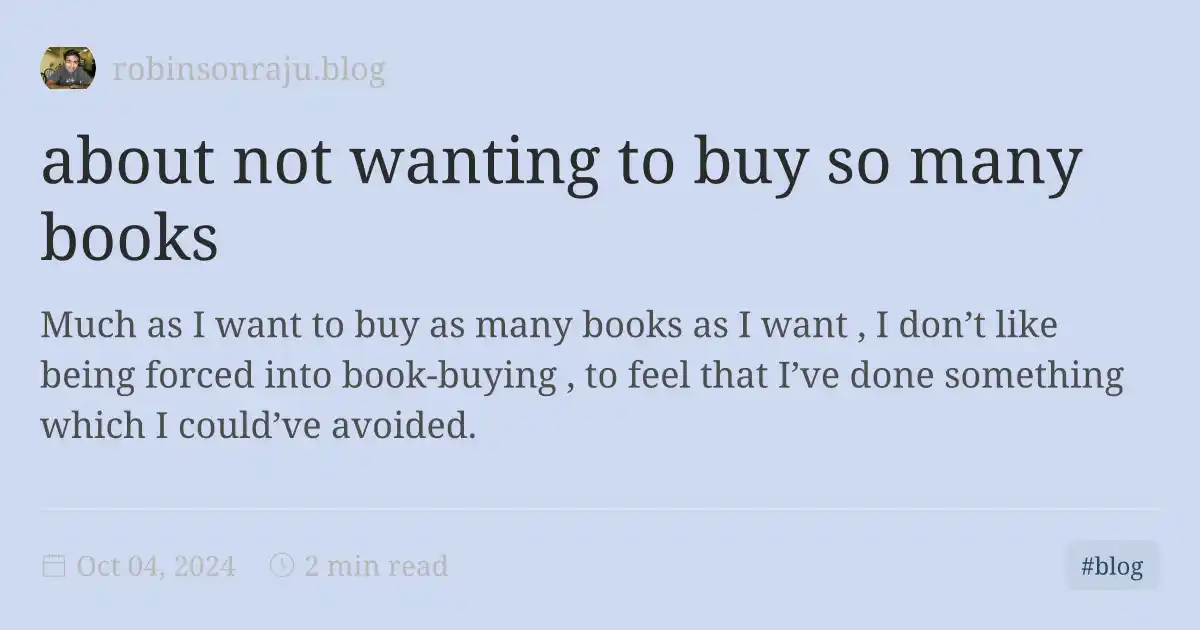 robinsonraju.blog
about not wanting to buy so many
books
Much as I want to buy as many books as I want , I don’t like
being forced into book-buying , to feel that I’ve done something
which I could’ve avoided.
Oct 04, 2024 2 min read #blog